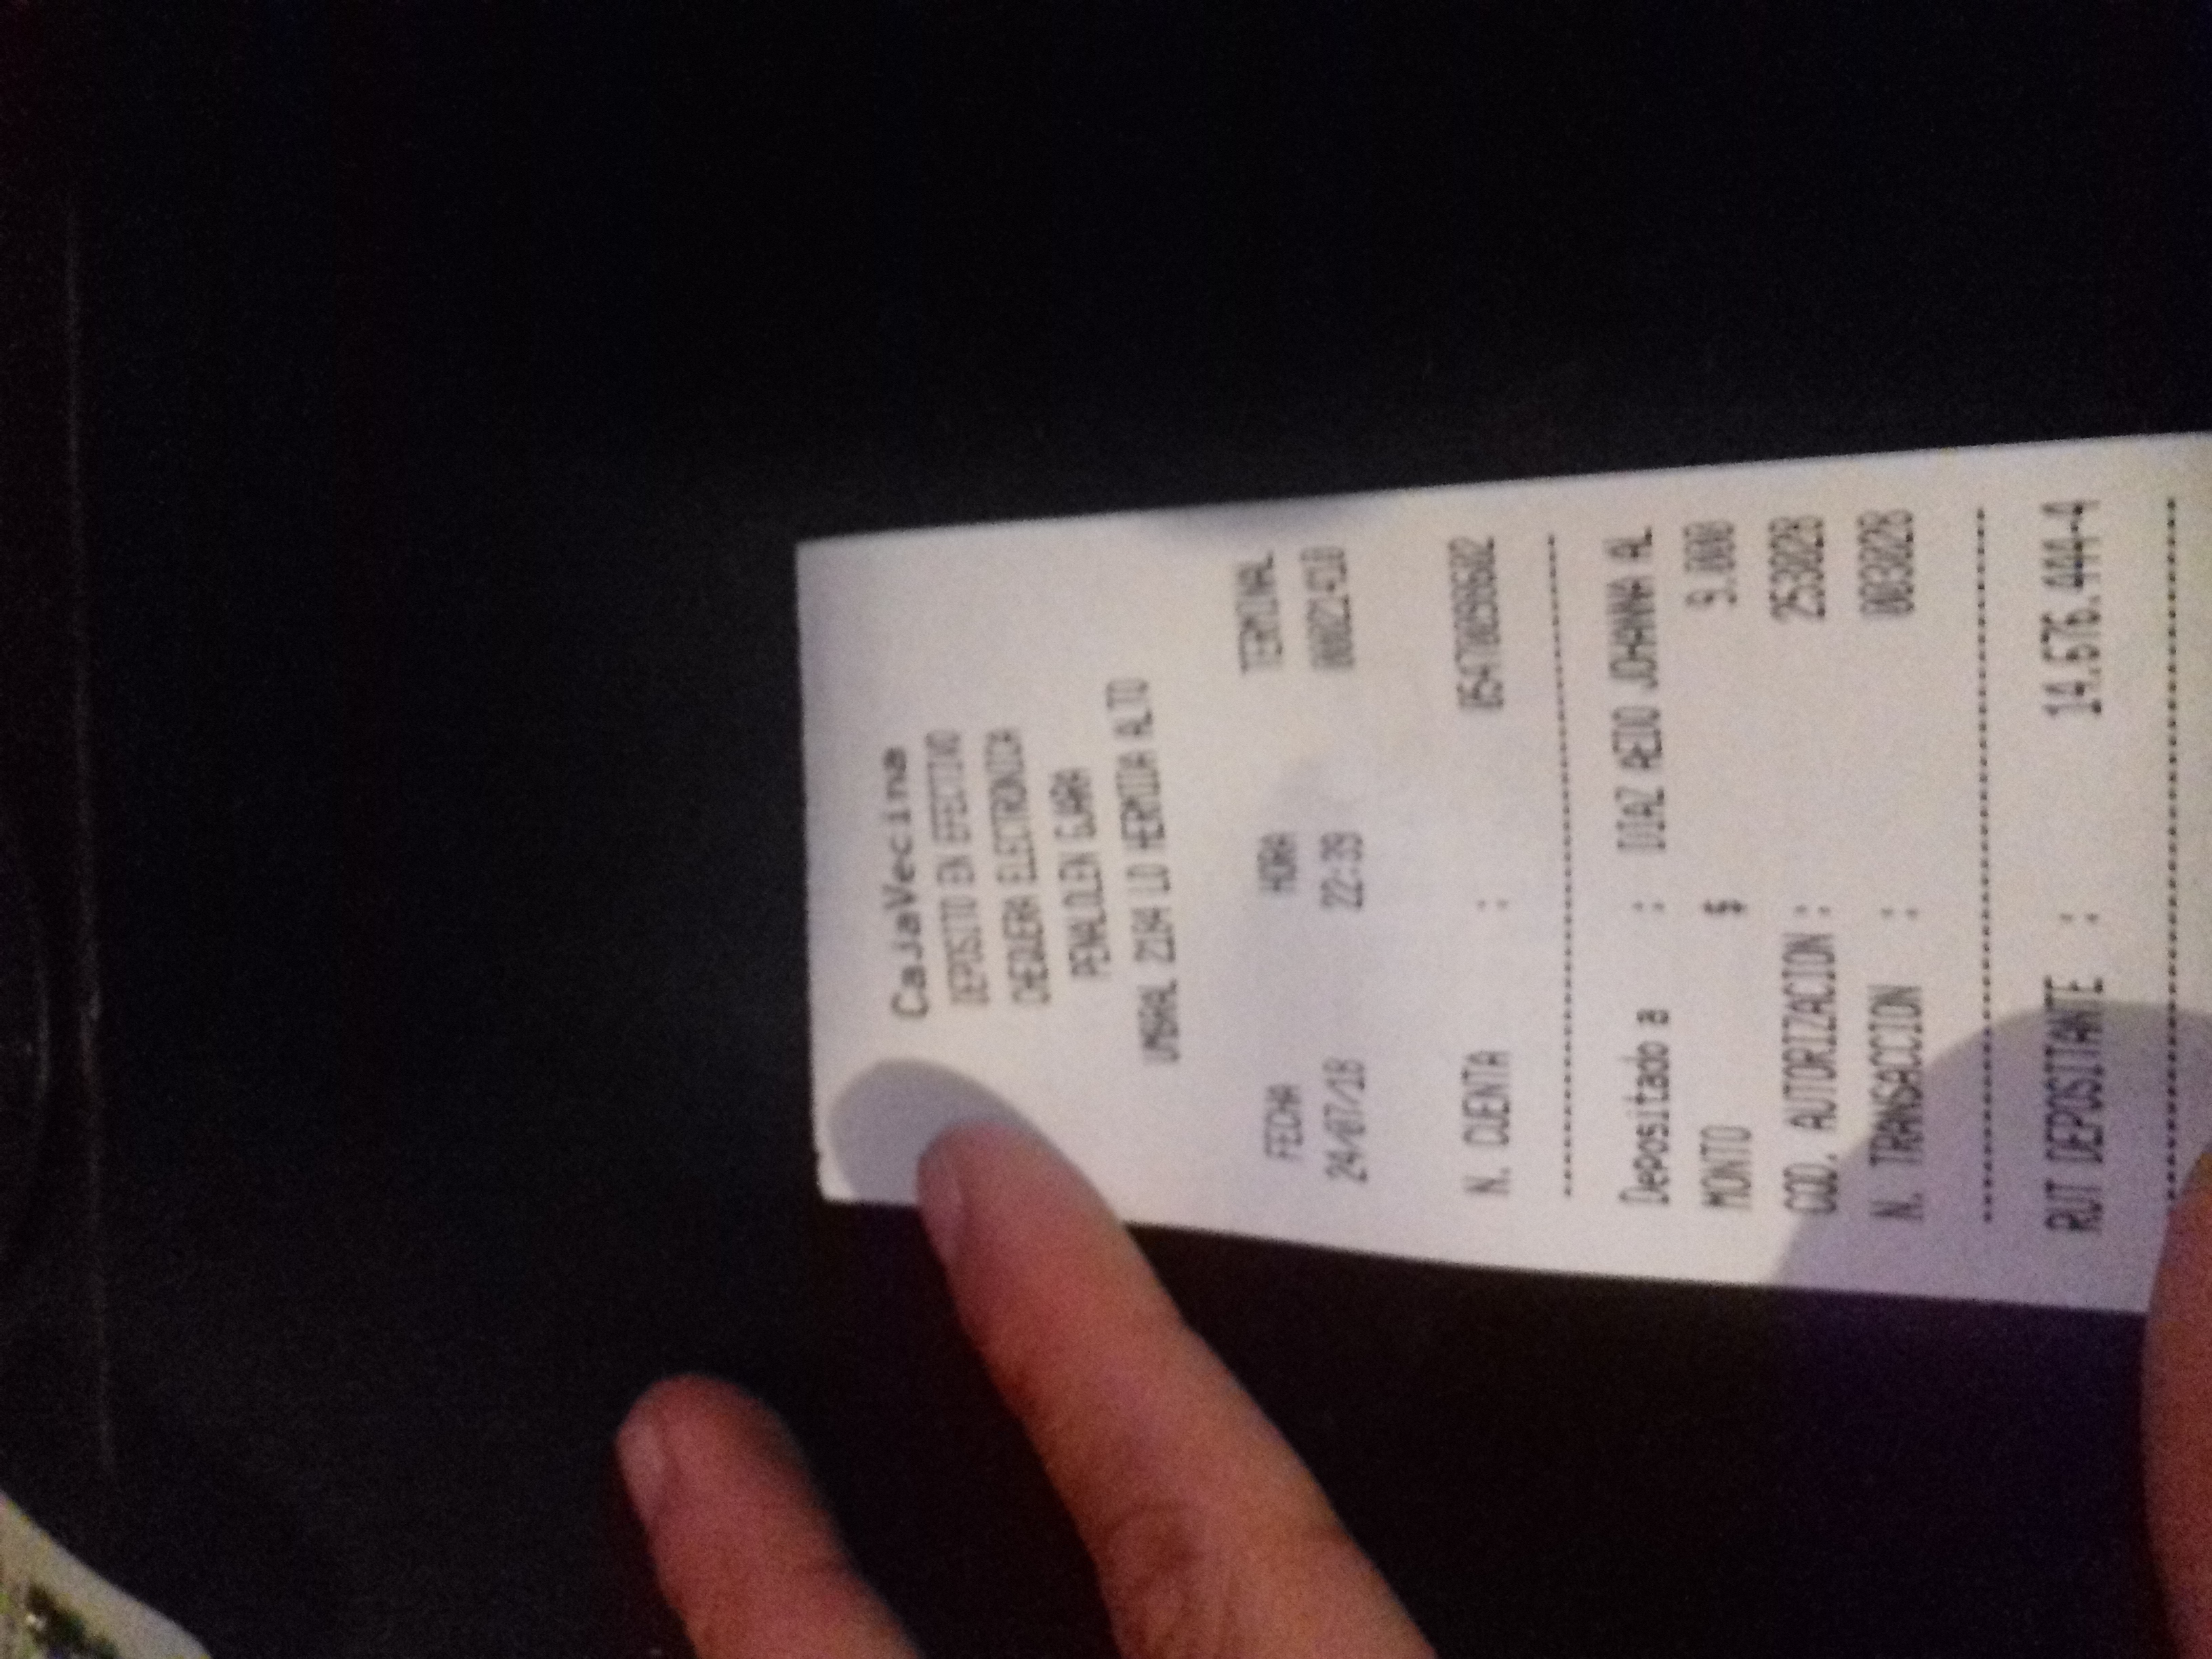 CajaVecina
DEPOSITO EN EFECTIVO
CHEQUERA ELECTRONICA
PENALOLEN GJARA
UMBRAL 2184 LO HERMIDA ALTO
FECHA HORA TERMINAL
24/07/18 22:39 00021410
N. CUENTA : 05470098602
Depositado a : DIAZ AEDO JOHANNA AL
MONTO $ 9.000
COD. AUTORIZACION : 253028
N. TRANSACCION : 003028
RUT DEPOSITANTE : 14.676.444-4